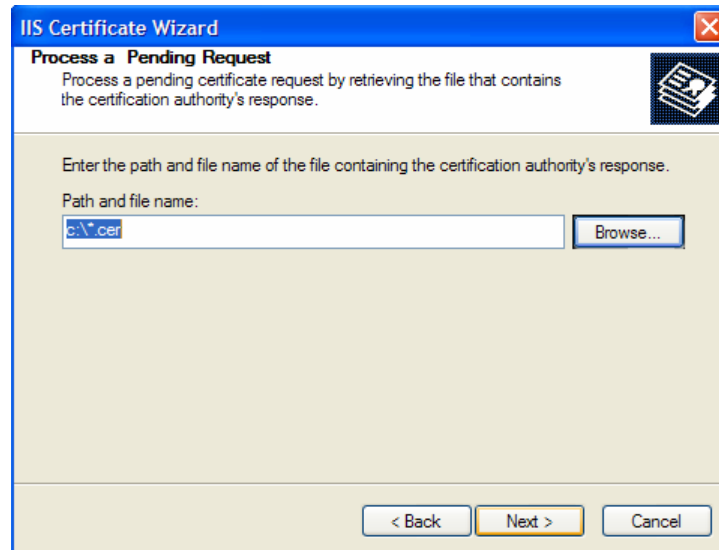 IIS Certificate Wizard
Process a  Pending Request
Process a pending certificate request by retrieving the file that contains
the certification authority's response.
Enter the path and file name of the file containing the certification authority's response.
Path and file name:
c:\*.cer
Browse...
< Back
Next >
Cancel